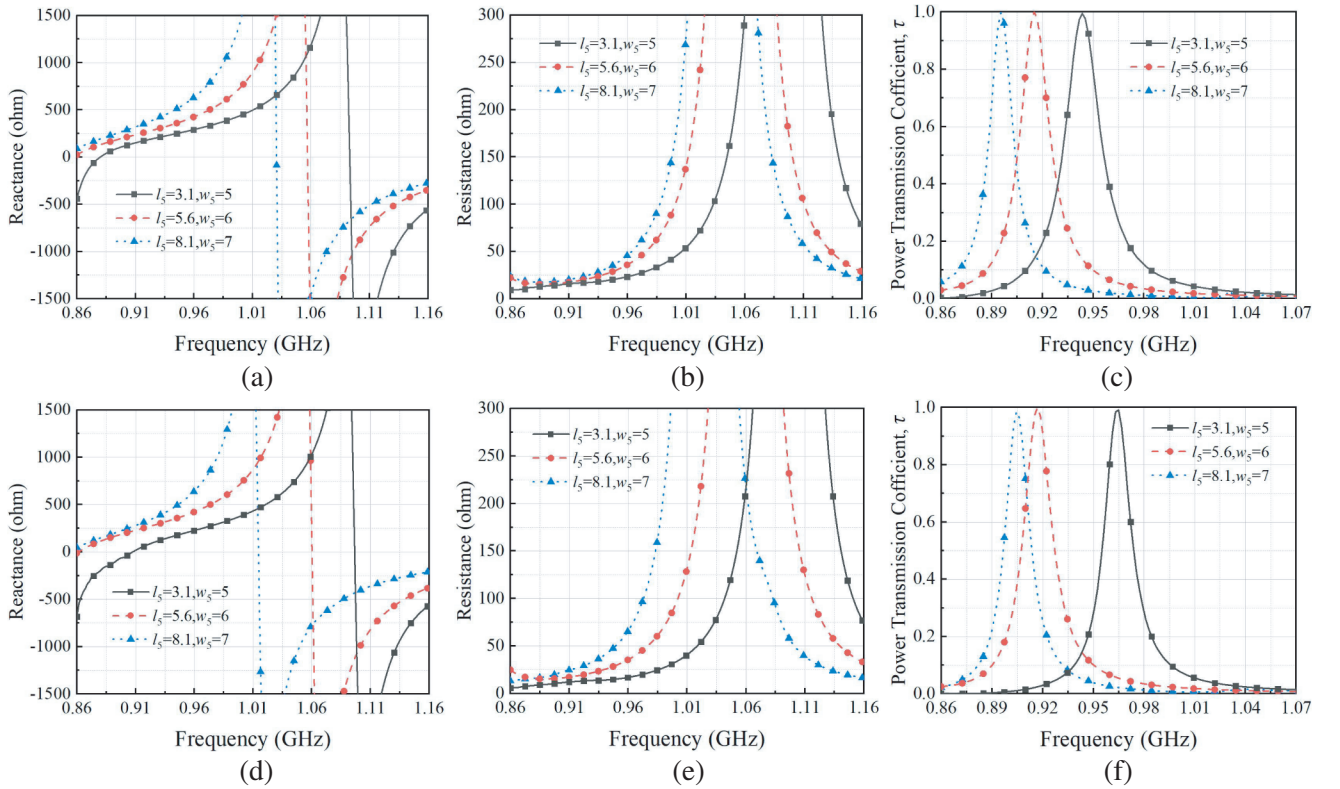 1500
1000
500
0
-500
-1000
-1500
Reactance (ohm)
l5=3.1,w5=5
l5=5.6,w5=6
l5=8.1,w5=7
0.86 0.91 0.96 1.01 1.06 1.11 1.16
Frequency (GHz)
(a)
300
250
200
150
100
50
0
Resistance (ohm)
l5=3.1,w5=5
l5=5.6,w5=6
l5=8.1,w5=7
0.86 0.91 0.96 1.01 1.06 1.11 1.16
Frequency (GHz)
(b)
1.0
0.8
0.6
0.4
0.2
0.0
Power Transmission Cofficient, τ
l5=3.1,w5=5
l5=5.6,w5=6
l5=8.1,w5=7
0.86 0.89 0.92 0.95 0.98 1.01 1.04 1.07
Frequency (GHz)
(c)
1500
1000
500
0
-500
-1000
-1500
Reactance (ohm)
l5=3.1,w5=5
l5=5.6,w5=6
l5=8.1,w5=7
0.86 0.91 0.96 1.01 1.06 1.11 1.16
Frequency (GHz)
(d)
300
250
200
150
100
50
0
Resistance (ohm)
l5=3.1,w5=5
l5=5.6,w5=6
l5=8.1,w5=7
0.86 0.91 0.96 1.01 1.06 1.11 1.16
Frequency (GHz)
(e)
1.0
0.8
0.6
0.4
0.2
0.0
Power Transmission Cofficient, τ
l5=3.1,w5=5
l5=5.6,w5=6
l5=8.1,w5=7
0.86 0.89 0.92 0.95 0.98 1.01 1.04 1.07
Frequency (GHz)
(f)